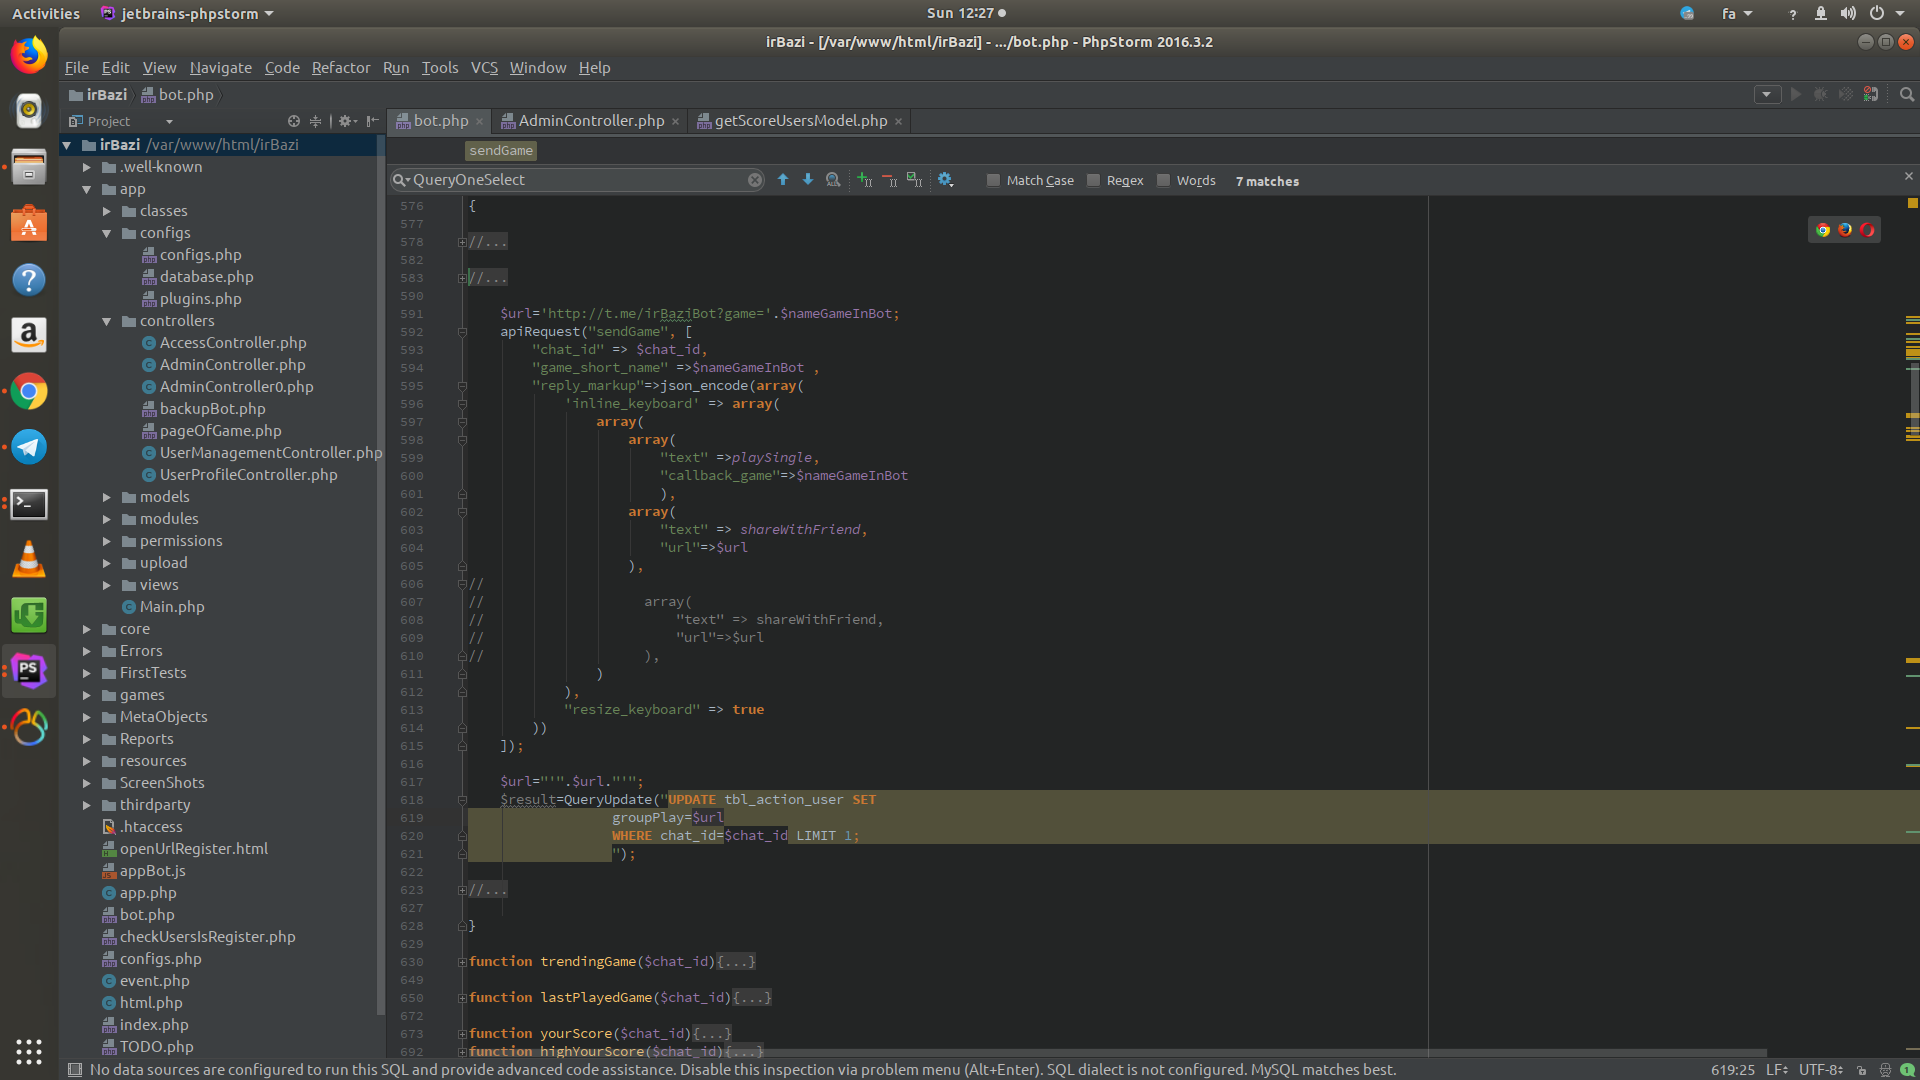 Activities jetbrains-phpstorm Sun 12:27 fa ?
irBazi - [/var/www/html/irBazi] - .../bot.php - PhpStorm 2016.3.2
File Edit View Navigate Code Refactor Run Tools VCS Window Help
irBazi bot.php
Project
bot.php AdminController.php getScoreUsersModel.php
irBazi /var/www/html/irBazi
.well-known
app
classes
configs
configs.php
database.php
plugins.php
controllers
AccessController.php
AdminController.php
AdminController0.php
backupBot.php
pageOfGame.php
UserManagementController.php
UserProfileController.php
models
modules
permissions
upload
views
Main.php
core
Errors
FirstTests
games
MetaObjects
Reports
resources
ScreenShots
thirdparty
.htaccess
openUrlRegister.html
appBot.js
app.php
bot.php
checkUsersIsRegister.php
configs.php
event.php
html.php
index.php
TODO.php
sendGame
QueryOneSelect Match Case Regex Words 7 matches
576 {
577
578 //...
582
583 //...
590
591 $url='http://t.me/irBaziBot?game='.$nameGameInBot;
592 apiRequest("sendGame", [
593 "chat_id" => $chat_id,
594 "game_short_name" =>$nameGameInBot ,
595 "reply_markup"=>json_encode(array(
596 'inline_keyboard' => array(
597 array(
598 array(
599 "text" =>playSingle,
600 "callback_game"=>$nameGameInBot
601 ),
602 array(
603 "text" => shareWithFriend,
604 "url"=>$url
605 ),
606 //
607 // array(
608 // "text" => shareWithFriend,
609 // "url"=>$url
610 // ),
611 )
612 ),
613 "resize_keyboard" => true
614 ))
615 ]);
616
617 $url="'".$url."'";
618 $result=QueryUpdate("UPDATE tbl_action_user SET
619 groupPlay=$url
620 WHERE chat_id=$chat_id LIMIT 1;
621 ");
622
623 //...
627
628 }
629
630 function trendingGame($chat_id){...}
649
650 function lastPlayedGame($chat_id){...}
672
673 function yourScore($chat_id){...}
692 function highYourScore($chat_id){...}
No data sources are configured to run this SQL and provide advanced code assistance. Disable this inspection via problem menu (Alt+Enter). SQL dialect is not configured. MySQL matches best. 619:25 LF UTF-8 1